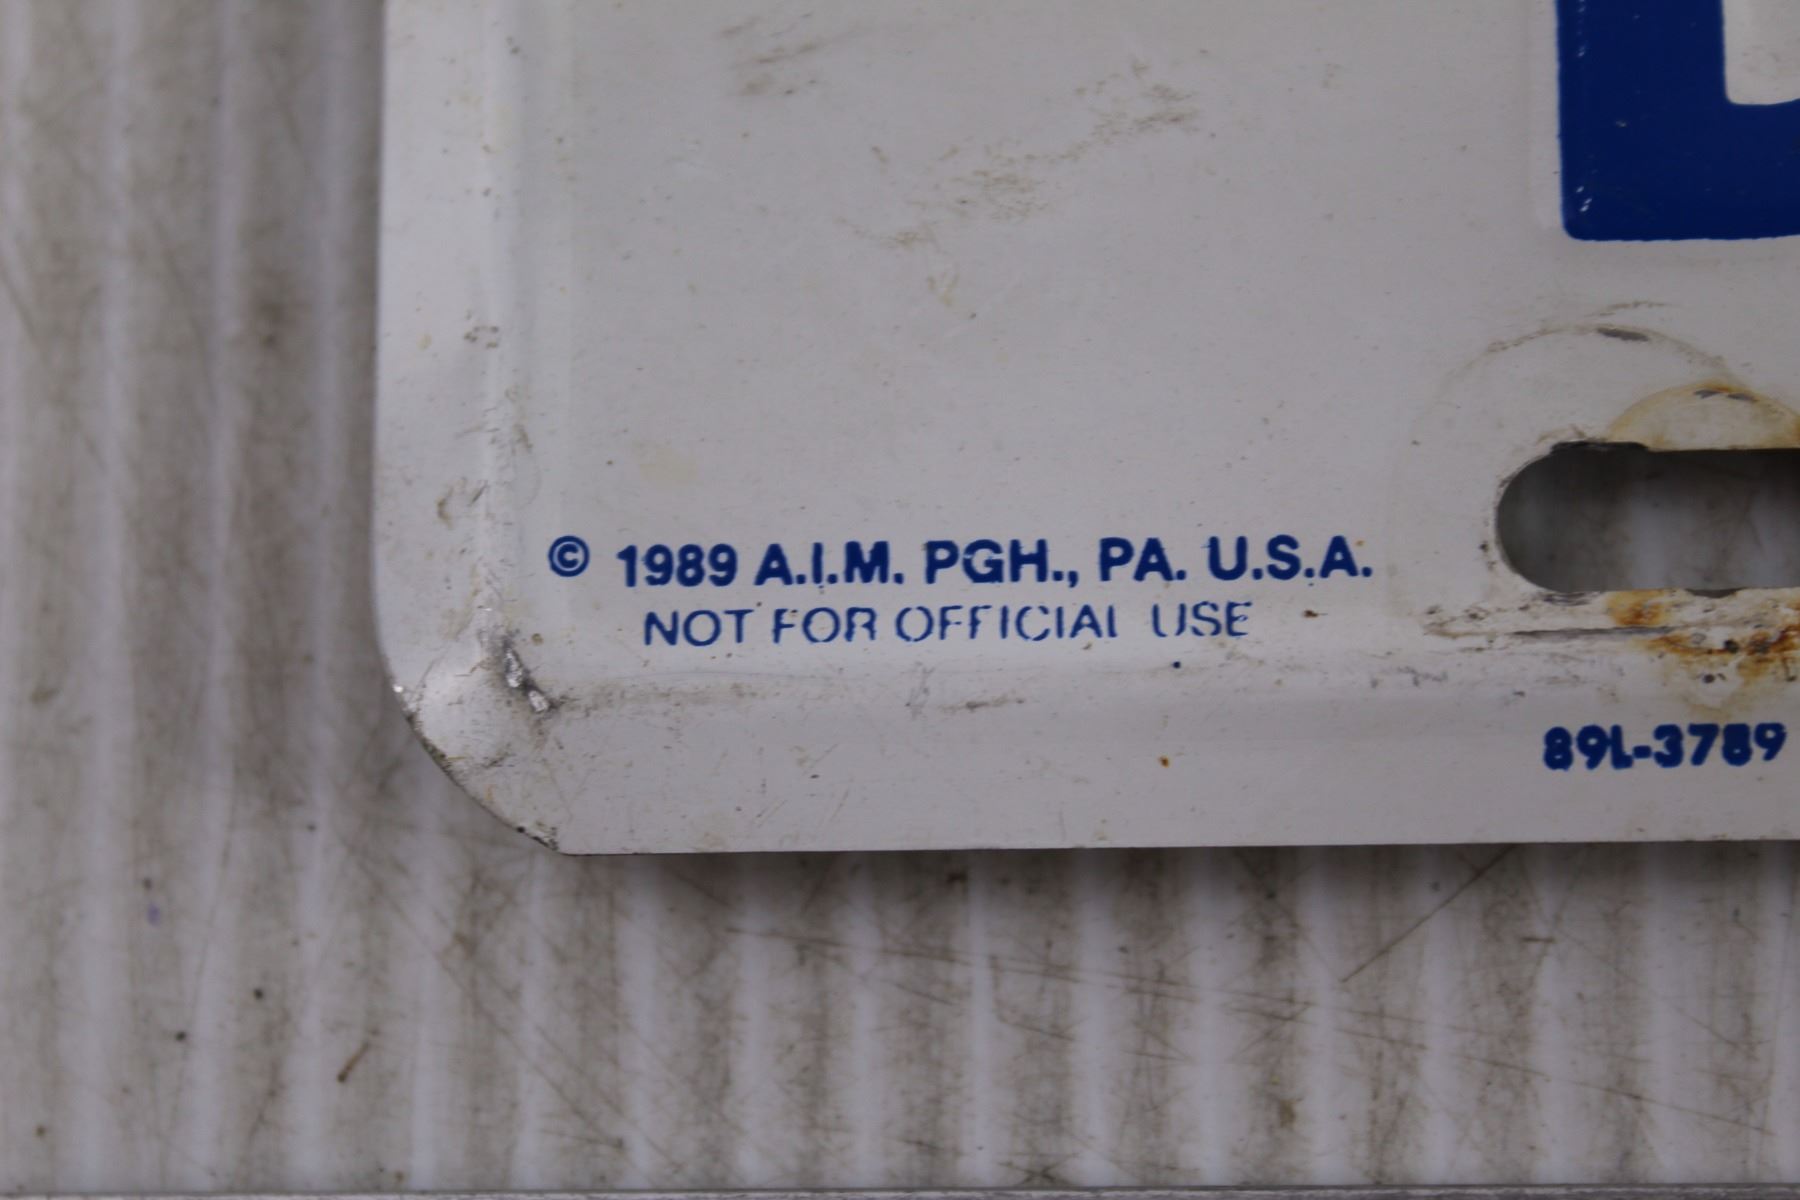 © 1989 A.I.M. PGH., PA. U.S.A.
NOT FOR OFFICIAL USE
89L-3789